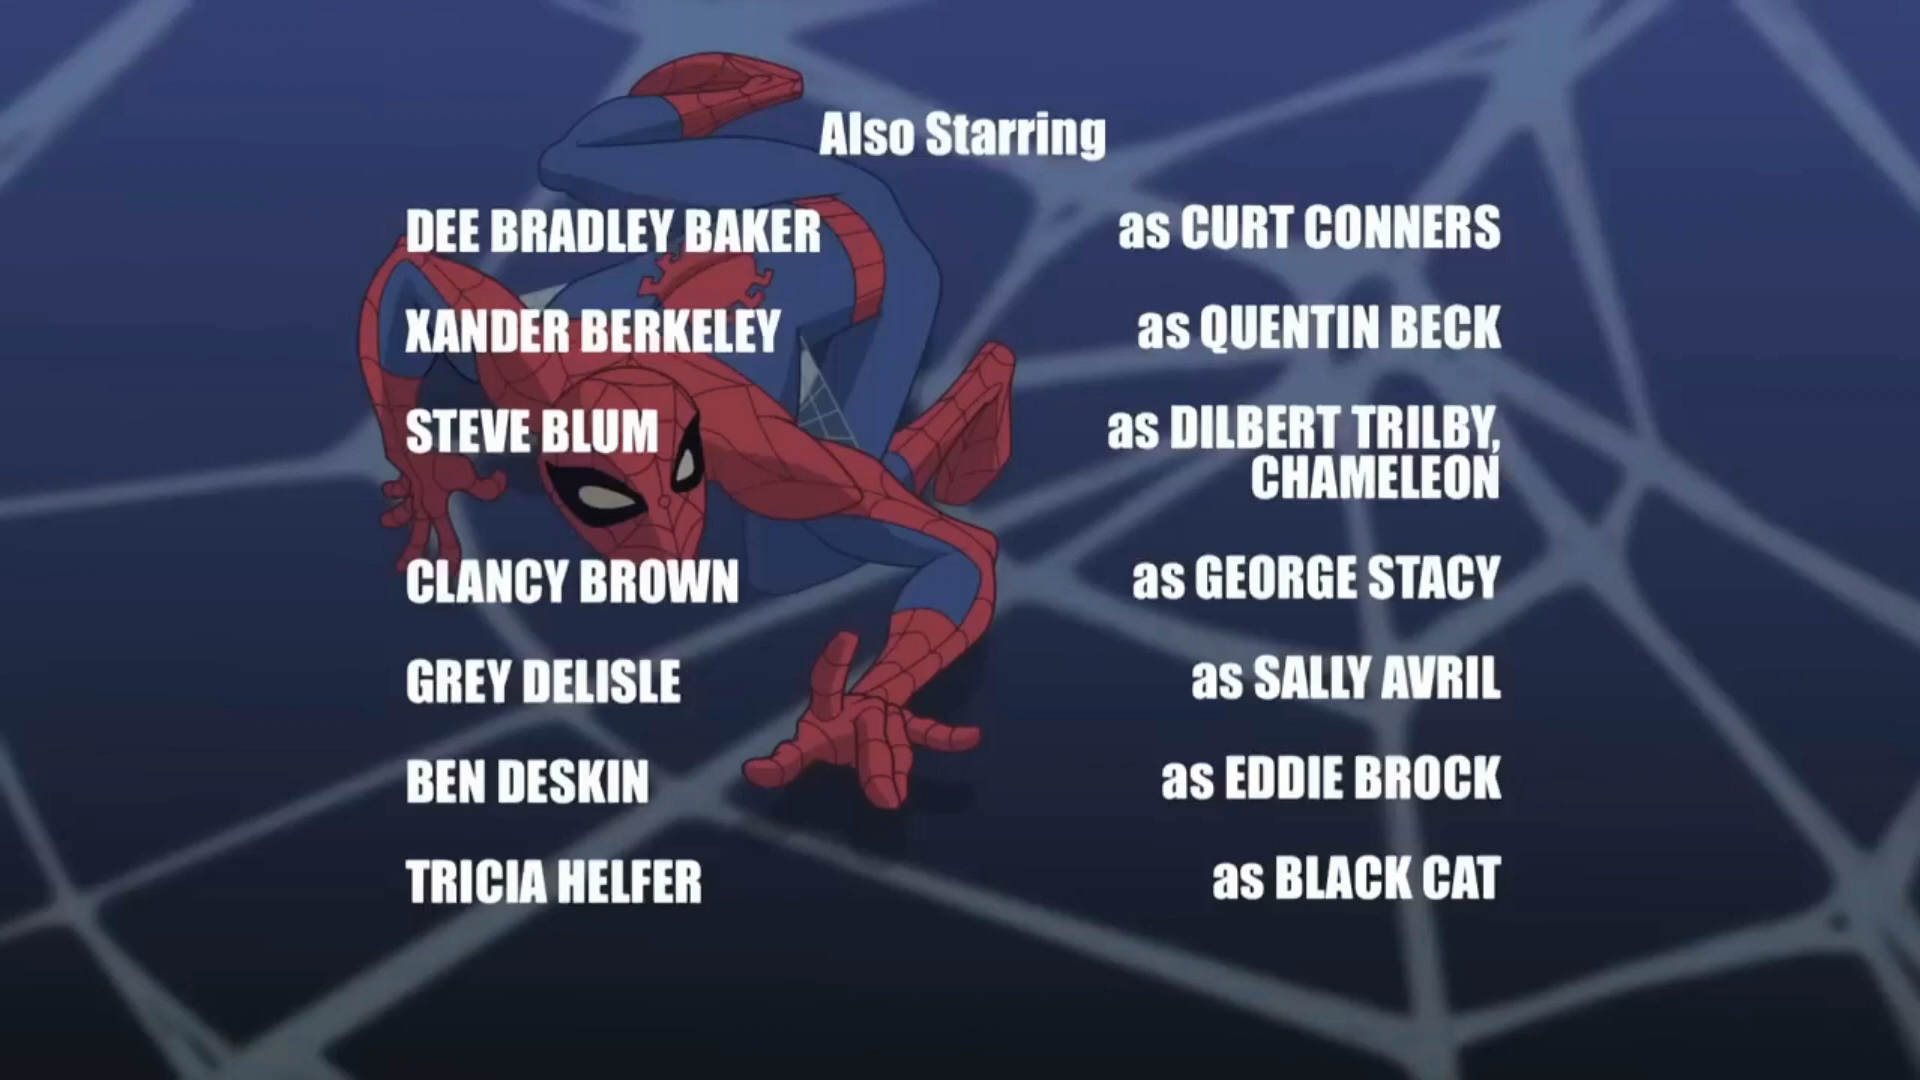 Also Starring
DEE BRADLEY BAKER as CURT CONNERS
XANDER BERKELEY as QUENTIN BECK
STEVE BLUM as DILBERT TRILBY,
CHAMELEON
CLANCY BROWN as GEORGE STACY
GREY DELISLE as SALLY AVRIL
BEN DESKIN as EDDIE BROCK
TRICIA HELFER as BLACK CAT